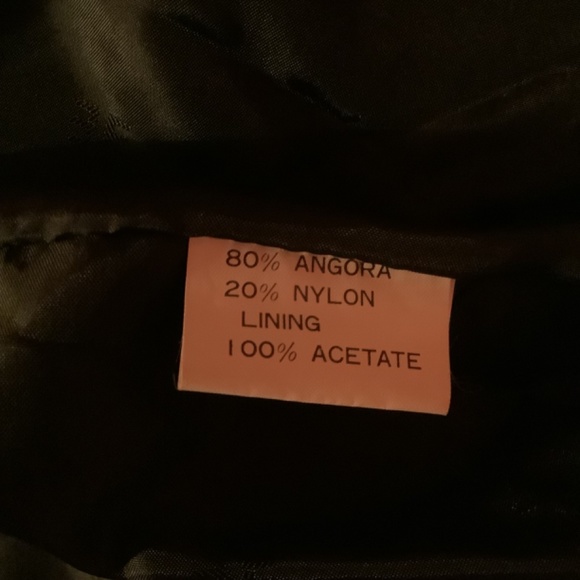 80% ANGORA
20% NYLON
LINING
100% ACETATE